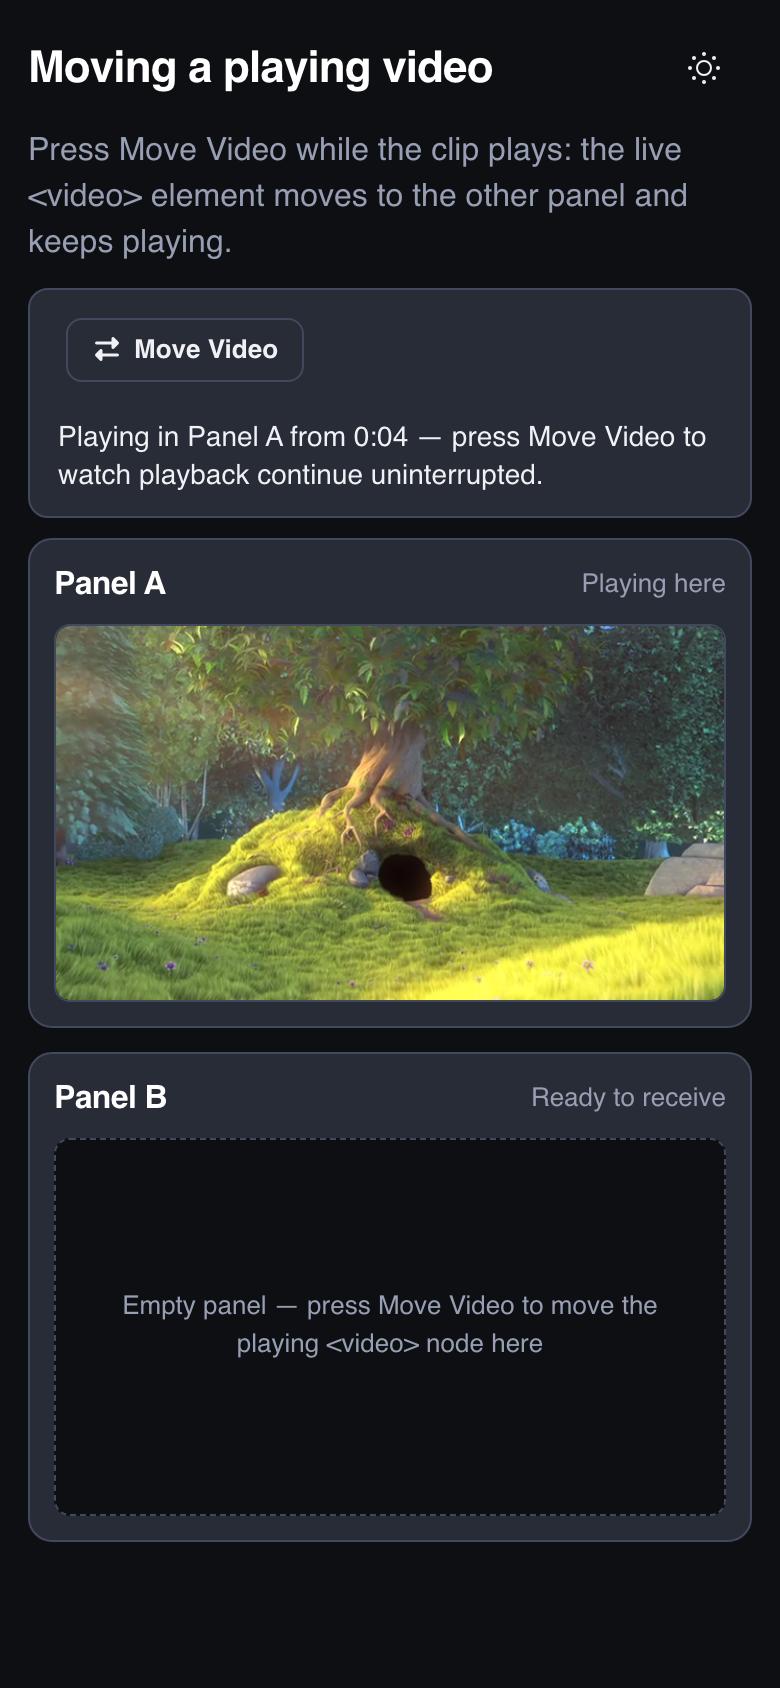 Moving a playing video
Press Move Video while the clip plays: the live
<video> element moves to the other panel and
keeps playing.
Move Video
Playing in Panel A from 0:04 — press Move Video to
watch playback continue uninterrupted.
Panel A
Playing here
Panel B
Ready to receive
Empty panel — press Move Video to move the
playing <video> node here